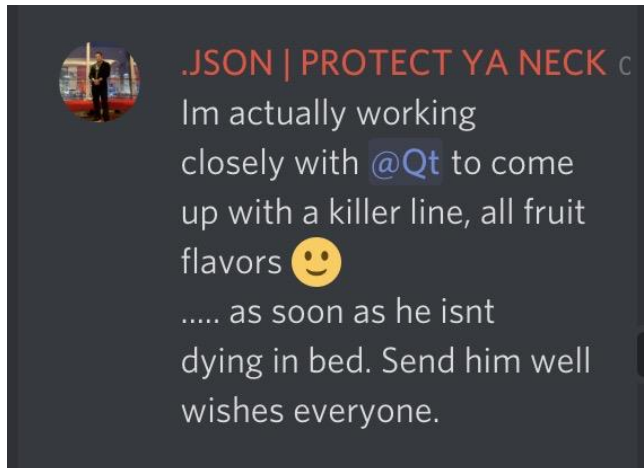 .JSON | PROTECT YA NECK
Im actually working
closely with @Qt to come
up with a killer line, all fruit
flavors 🙂
..... as soon as he isnt
dying in bed. Send him well
wishes everyone.